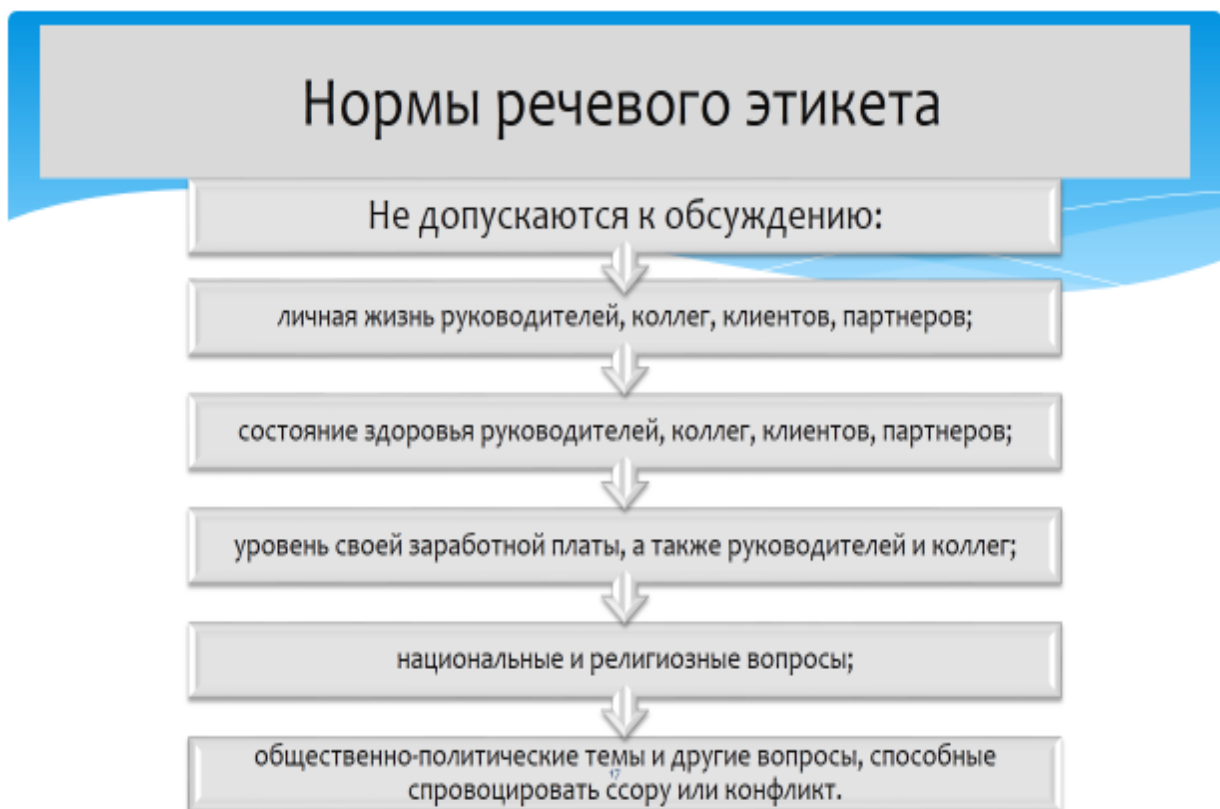 Нормы речевого этикета
Не допускаются к обсуждению:
личная жизнь руководителей, коллег, клиентов, партнеров;
состояние здоровья руководителей, коллег, клиентов, партнеров;
уровень своей заработной платы, а также руководителей и коллег;
национальные и религиозные вопросы;
общественно-политические темы и другие вопросы, способные
17
спровоцировать ссору или конфликт.